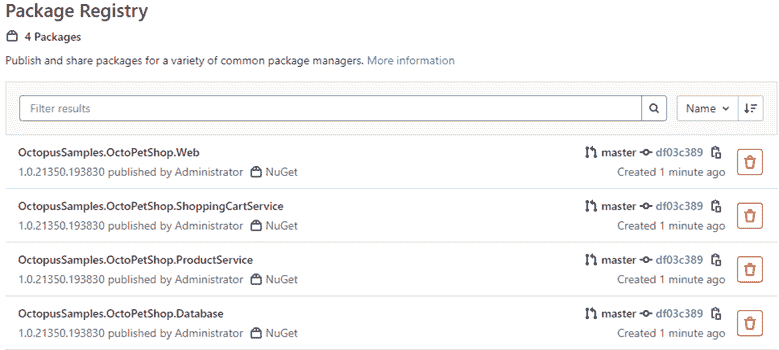 Package Registry
4 Packages
Publish and share packages for a variety of common package managers. More information
Filter results
Name
OctopusSamples.OctoPetShop.Web
master df03c389
1.0.21350.193830 published by Administrator NuGet
Created 1 minute ago
OctopusSamples.OctoPetShop.ShoppingCartService
master df03c389
1.0.21350.193830 published by Administrator NuGet
Created 1 minute ago
OctopusSamples.OctoPetShop.ProductService
master df03c389
1.0.21350.193830 published by Administrator NuGet
Created 1 minute ago
OctopusSamples.OctoPetShop.Database
master df03c389
1.0.21350.193830 published by Administrator NuGet
Created 1 minute ago